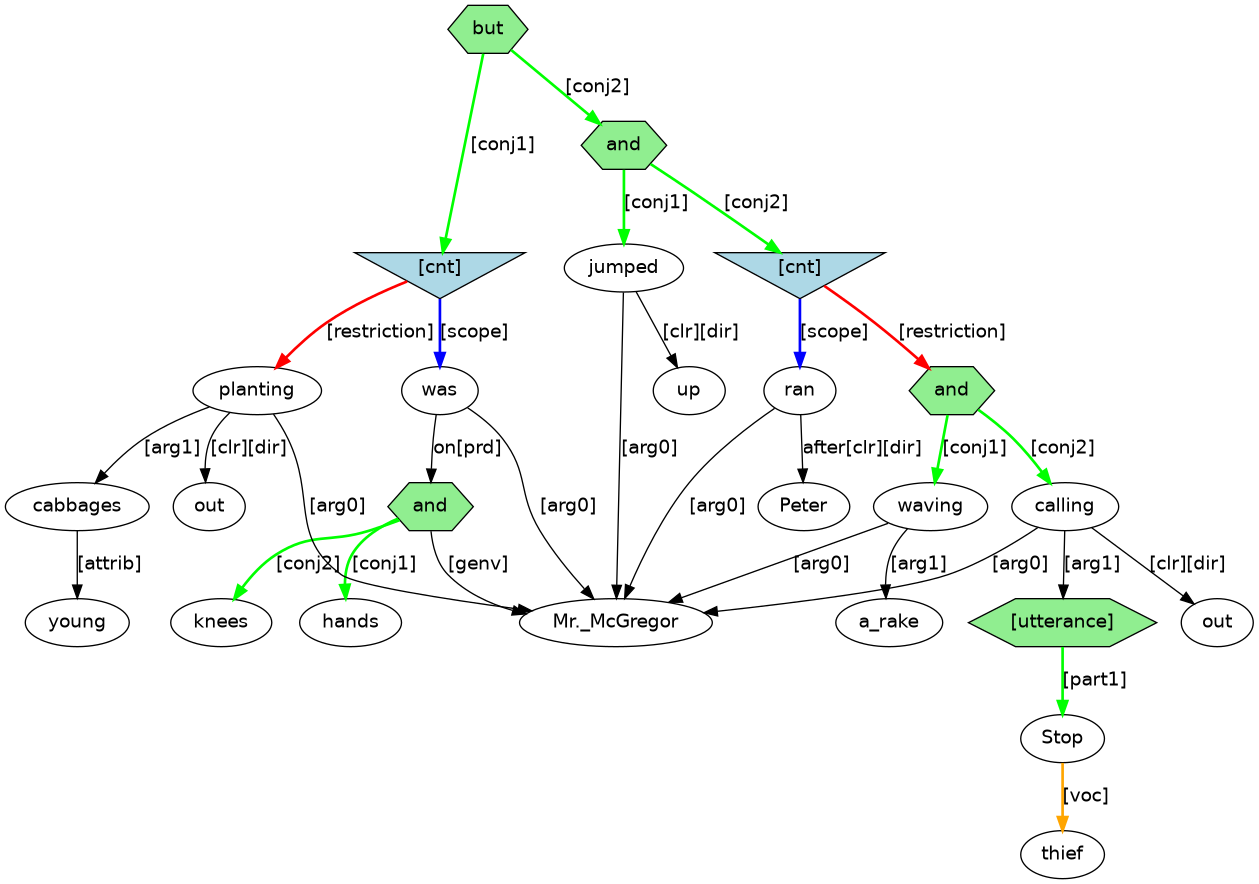 but
[conj2]
[conj1]
and
[conj1]
[conj2]
[cnt]
jumped
[cnt]
[restriction]
[scope]
[clr][dir]
[scope]
[restriction]
planting
was
up
ran
and
[arg1]
[clr][dir]
[arg0]
on[prd]
[arg0]
[arg0]
[arg0]
after[clr][dir]
[conj1]
[conj2]
cabbages
out
and
Peter
waving
calling
[attrib]
[conj2]
[conj1]
[genv]
[arg0]
[arg1]
[arg0]
[arg1]
[clr][dir]
young
knees
hands
Mr._McGregor
a_rake
[utterance]
out
[part1]
Stop
[voc]
thief